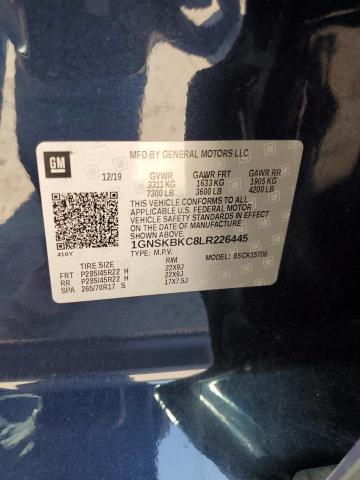 GM
MFD BY GENERAL MOTORS LLC
12/19 GVWR GAWR FRT GAWR RR
3311 KG 1633 KG 1905 KG
7300 LB 3600 LB 4200 LB
THIS VEHICLE CONFORMS TO ALL
APPLICABLE U.S. FEDERAL MOTOR
VEHICLE SAFETY STANDARDS IN
EFFECT ON THE DATE OF
MANUFACTURE SHOWN ABOVE.
1GNSKBKC8LR226445
410Y TYPE: M.P.V. MODEL: 8SCK15706
TIRE SIZE RIM
FRT P285/45R22 H 22X9J
RR P285/45R22 H 22X9J
SPA 265/70R17 S 17X7.5J